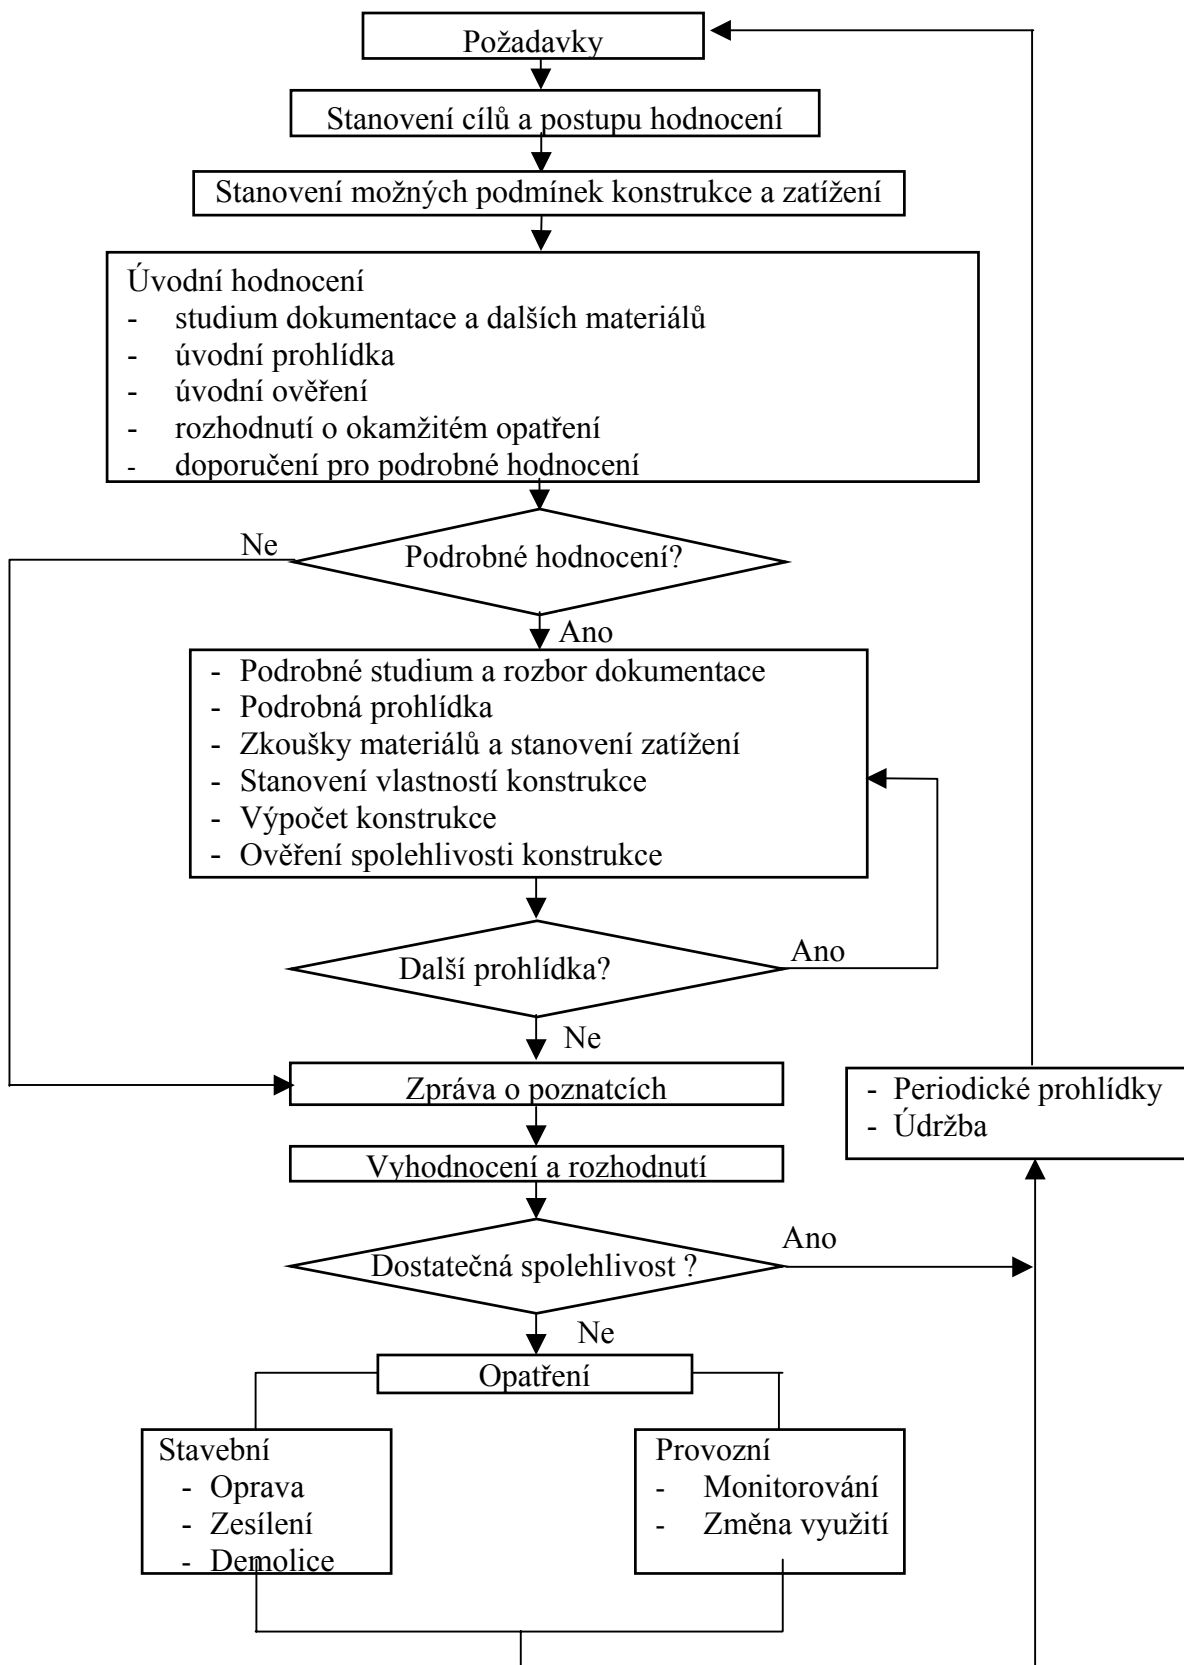 Požadavky
Stanovení cílů a postupu hodnocení
Stanovení možných podmínek konstrukce a zatížení
Úvodní hodnocení
- studium dokumentace a dalších materiálů
- úvodní prohlídka
- úvodní ověření
- rozhodnutí o okamžitém opatření
- doporučení pro podrobné hodnocení
Ne
Podrobné hodnocení?
Ano
- Podrobné studium a rozbor dokumentace
- Podrobná prohlídka
- Zkoušky materiálů a stanovení zatížení
- Stanovení vlastností konstrukce
- Výpočet konstrukce
- Ověření spolehlivosti konstrukce
Další prohlídka?
Ano
Ne
Zpráva o poznatcích
- Periodické prohlídky
- Údržba
Vyhodnocení a rozhodnutí
Dostatečná spolehlivost ?
Ano
Ne
Opatření
Stavební
- Oprava
- Zesílení
- Demolice
Provozní
- Monitorování
- Změna využití